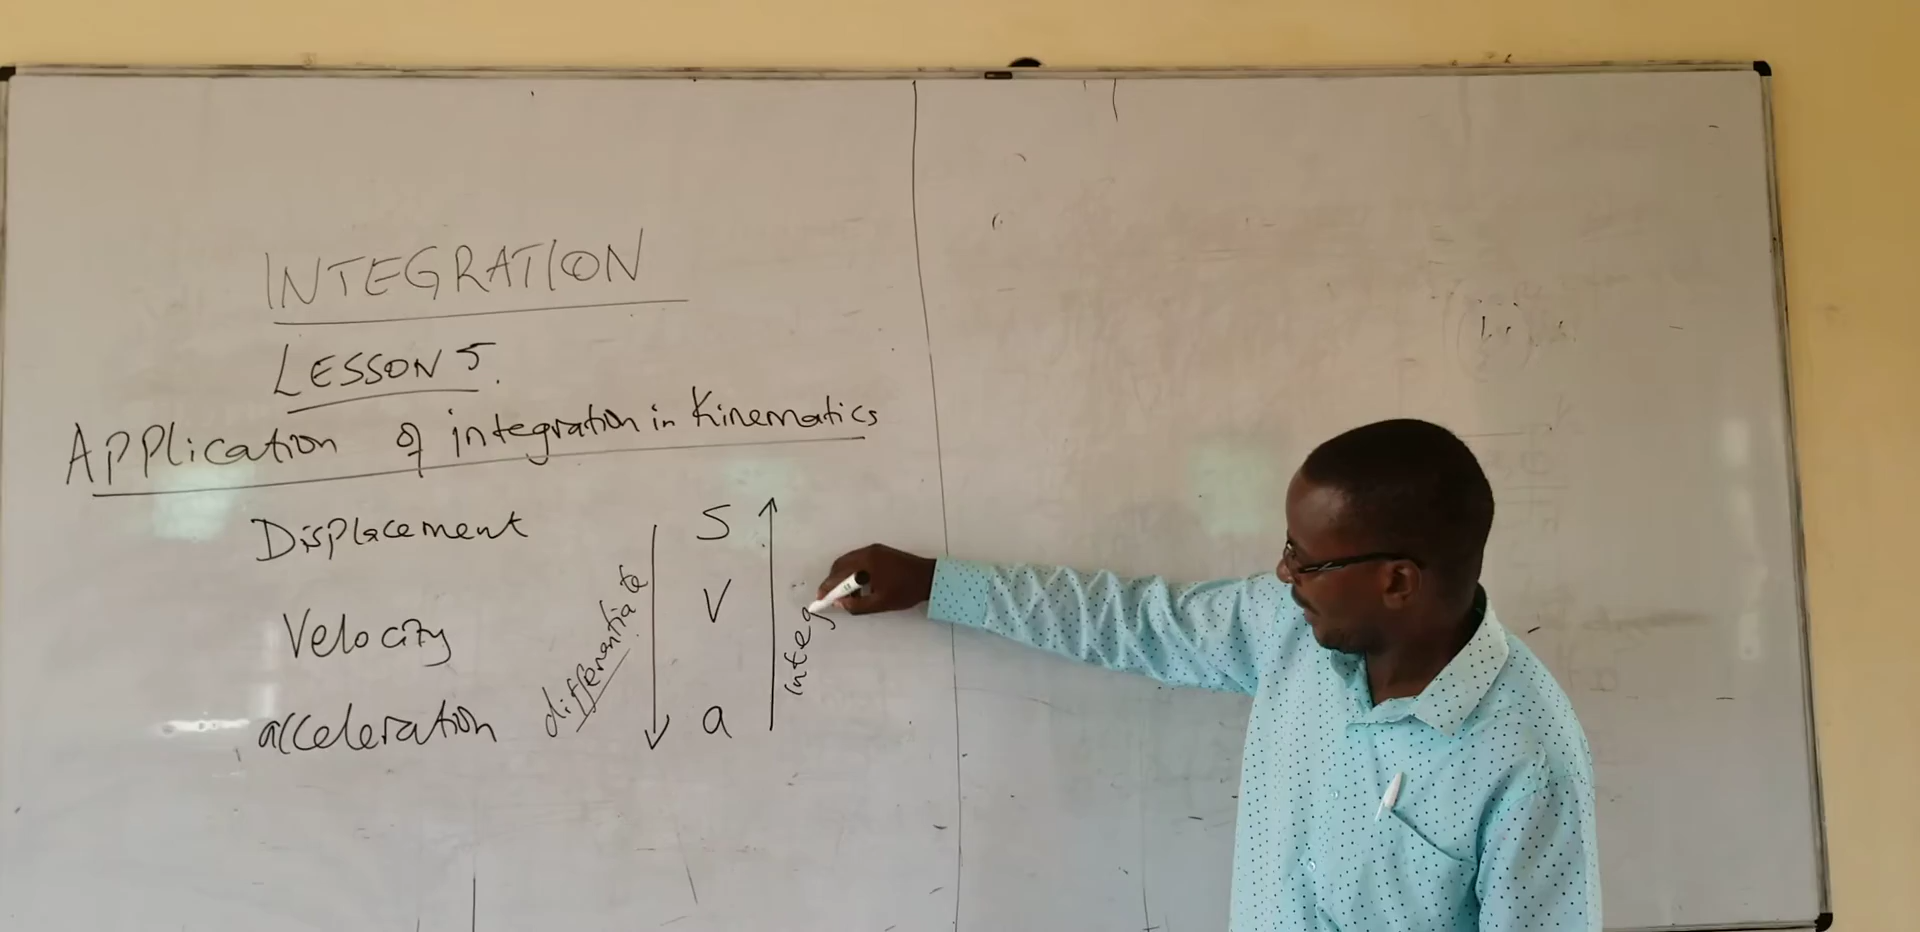 INTEGRATION
LESSON 5.
Application of integration in Kinematics
Displacement
S
Velocity
V
acceleration
a
differentiate
integ